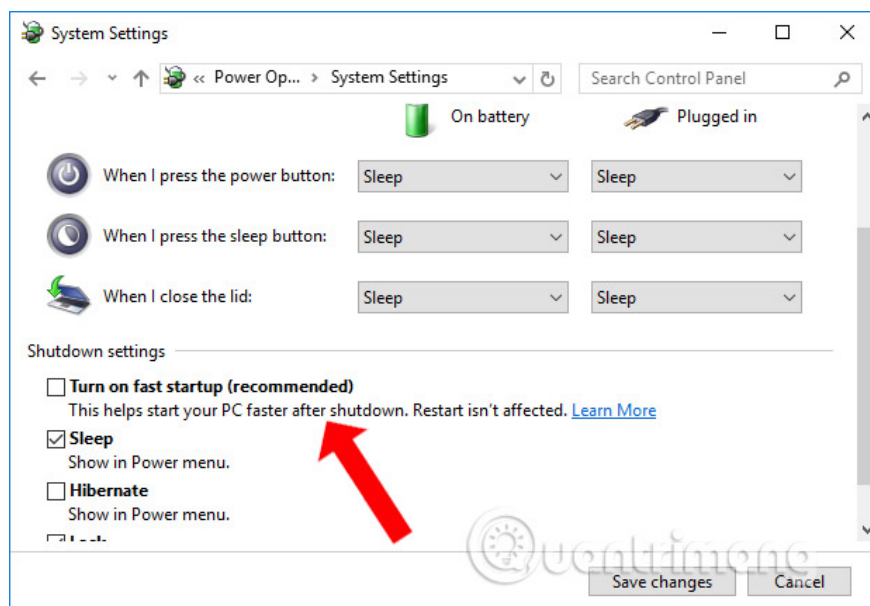 System Settings
« Power Op... › System Settings
Search Control Panel
On battery
Plugged in
When I press the power button: Sleep Sleep
When I press the sleep button: Sleep Sleep
When I close the lid: Sleep Sleep
Shutdown settings
Turn on fast startup (recommended)
This helps start your PC faster after shutdown. Restart isn't affected. Learn More
Sleep
Show in Power menu.
Hibernate
Show in Power menu.
Lock
Quantrimang
Save changes
Cancel